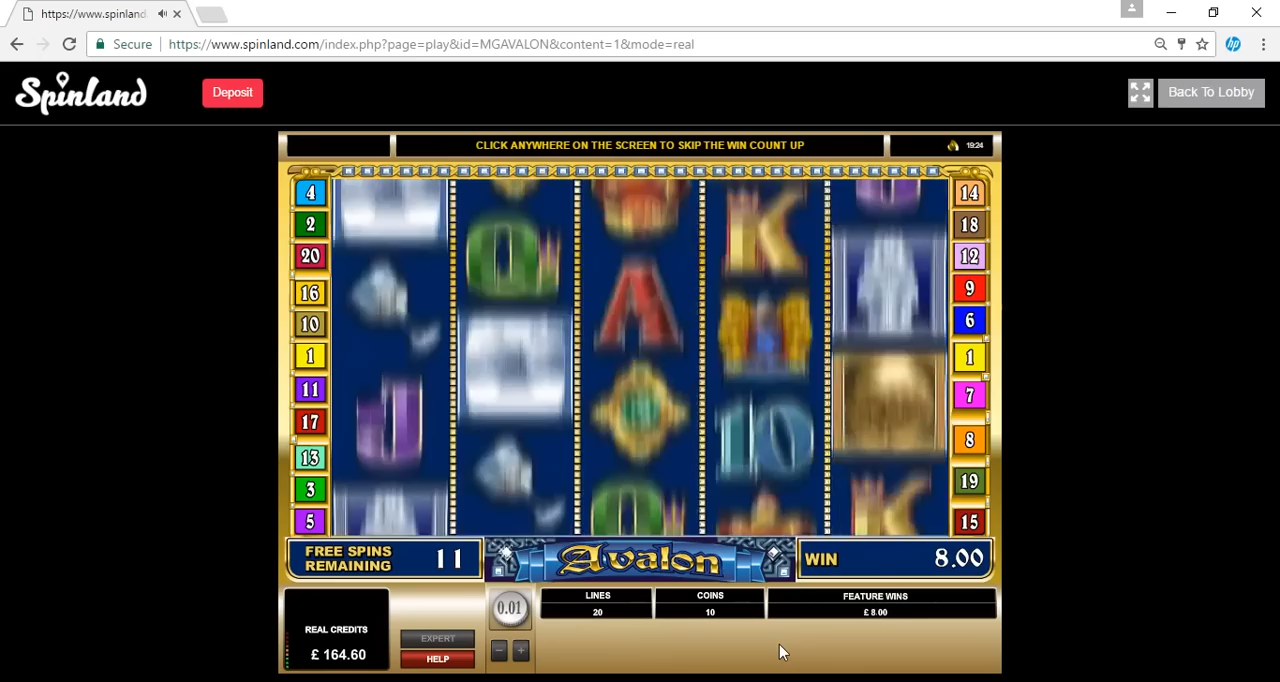 https://www.spinland.
Secure https://www.spinland.com/index.php?page=play&id=MGAVALON&content=1&mode=real
hp
Spinland
Deposit
Back To Lobby
CLICK ANYWHERE ON THE SCREEN TO SKIP THE WIN COUNT UP
19:24
4 14
2 18
20 12
16 9
10 6
1 1
11 7
17 8
13 19
3
5 15
K
Q
A
J
10
Q
K
FREE SPINS REMAINING 11
Avalon
WIN 8.00
0.01
LINES COINS FEATURE WINS
20 10 £ 8.00
REAL CREDITS
£ 164.60
EXPERT
HELP